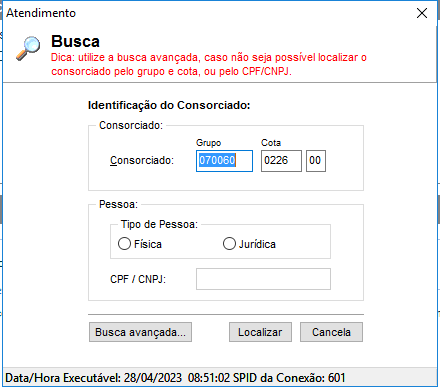 Atendimento
Busca
Dica: utilize a busca avançada, caso não seja possível localizar o
consorciado pelo grupo e cota, ou pelo CPF/CNPJ.
Identificação do Consorciado:
Consorciado:
Grupo Cota
Consorciado: 070060 0226 00
Pessoa:
Tipo de Pessoa:
Física Jurídica
CPF / CNPJ:
Busca avançada... Localizar Cancela
Data/Hora Executável: 28/04/2023 08:51:02 SPID da Conexão: 601